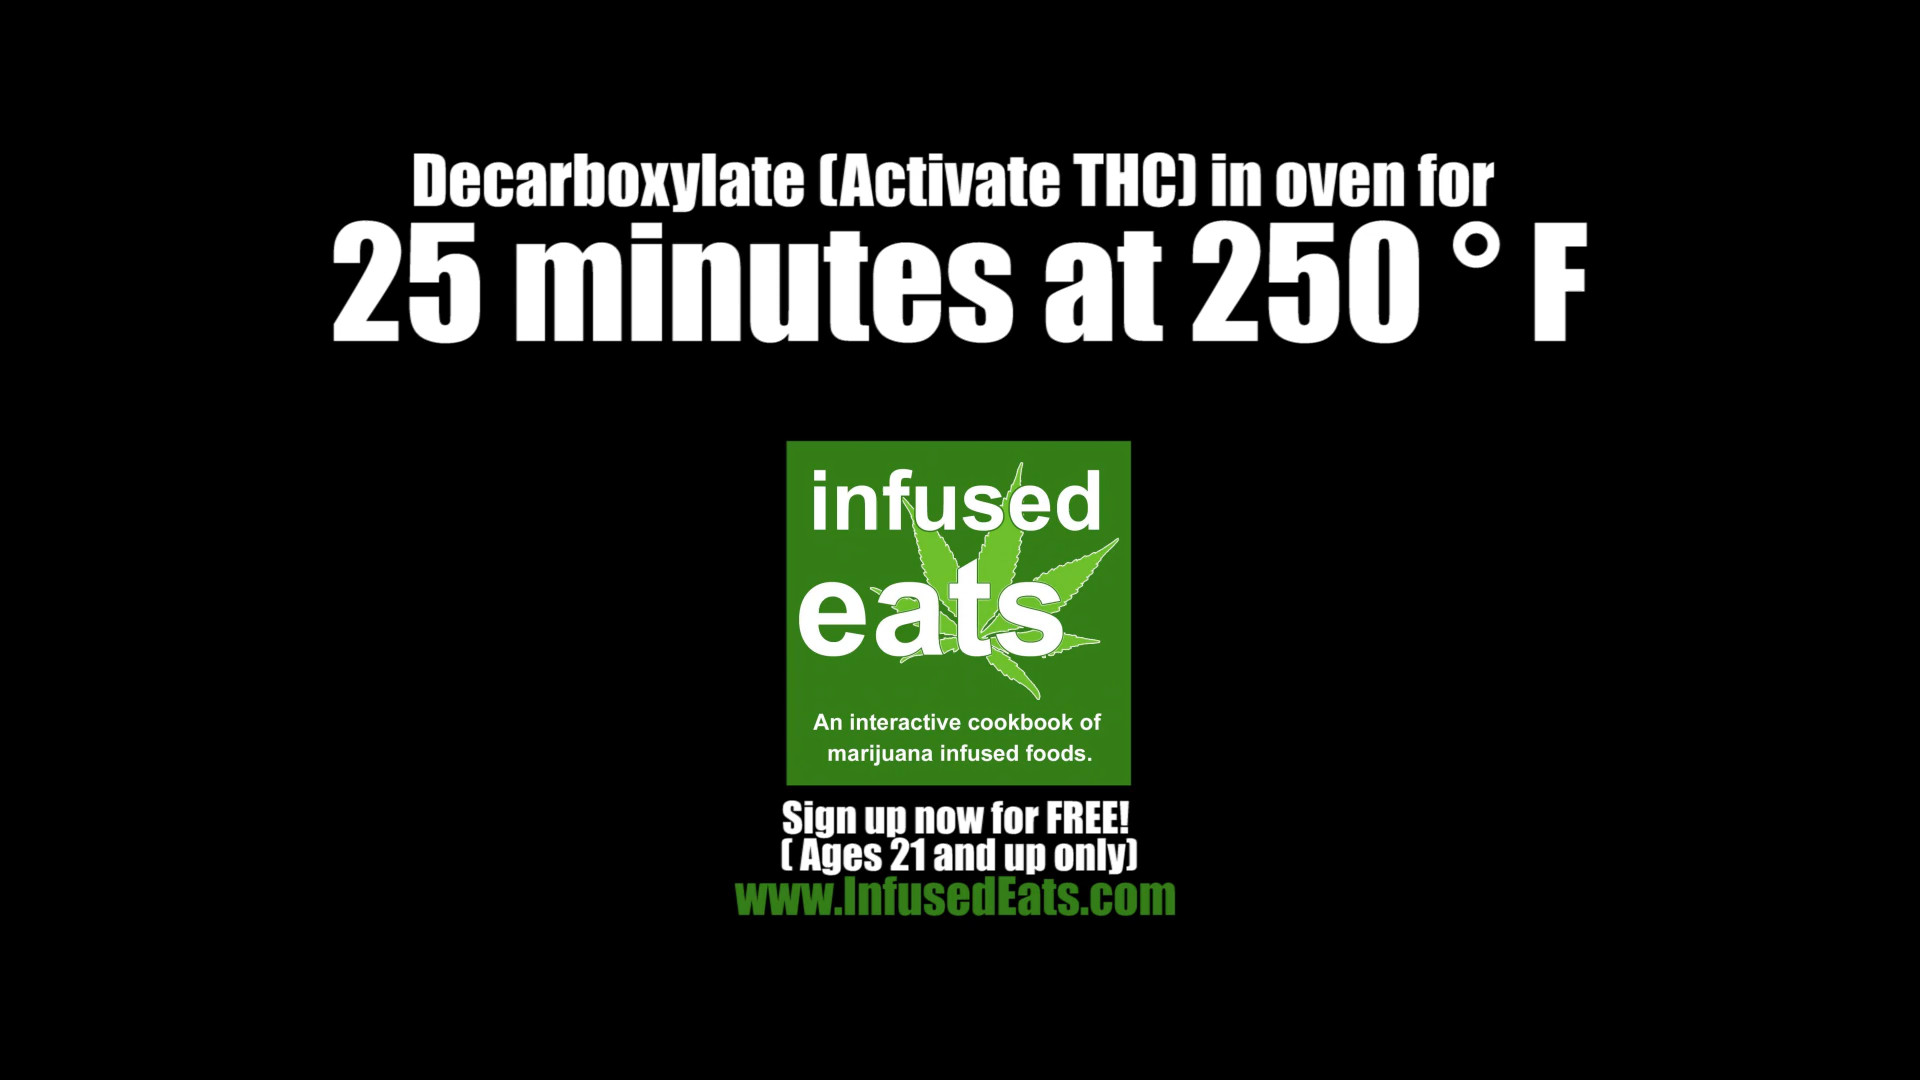 Decarboxylate (Activate THC) in oven for
25 minutes at 250 ° F
infused
eats
An interactive cookbook of
marijuana infused foods.
Sign up now for FREE!
( Ages 21 and up only)
www.InfusedEats.com